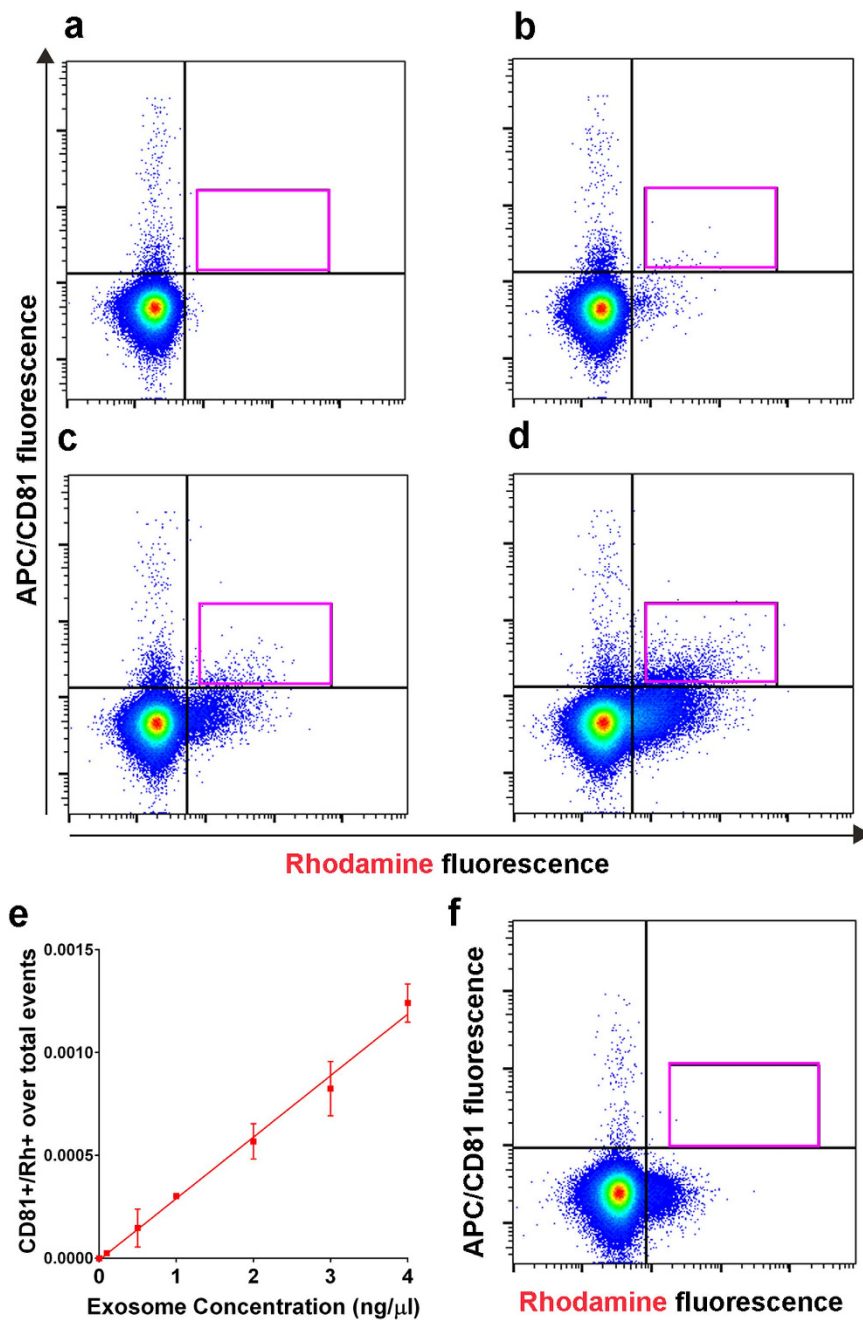 a
b
c
d
APC/CD81 fluorescence
Rhodamine fluorescence
e
CD81+/Rh+ over total events
0.0015
0.0010
0.0005
0.0000
0
1
2
3
4
Exosome Concentration (ng/µl)
f
APC/CD81 fluorescence
Rhodamine fluorescence